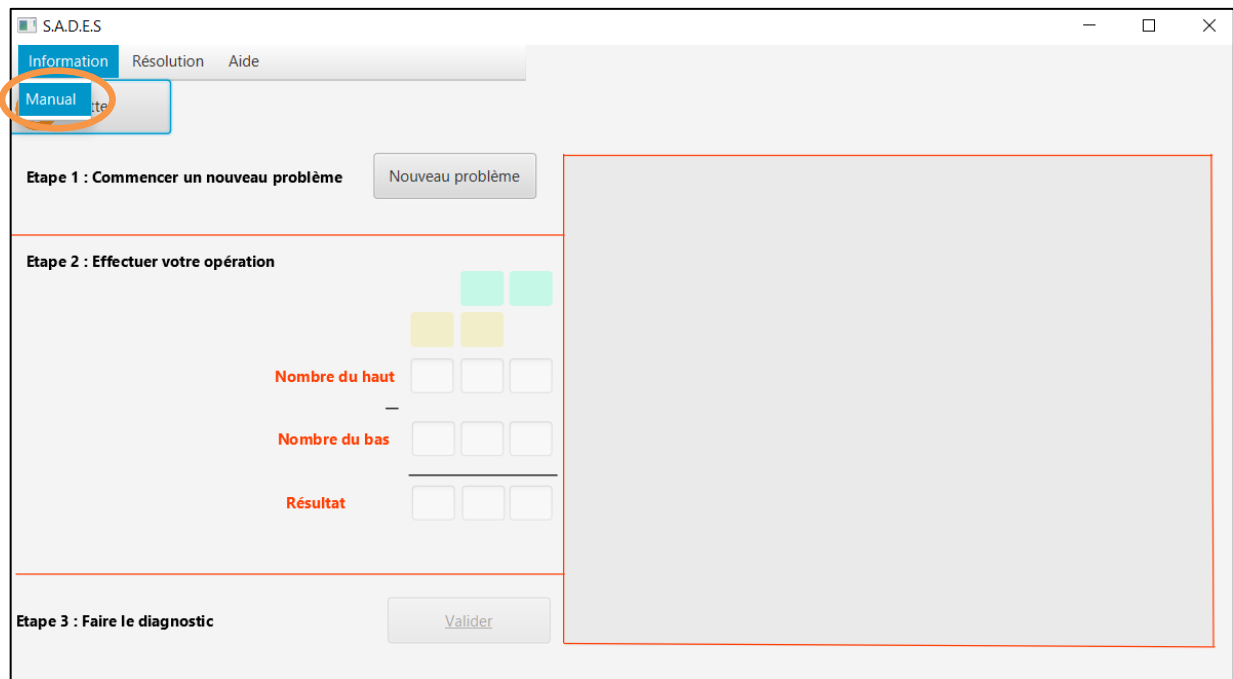 S.A.D.E.S
Information Résolution Aide
Manual
Etape 1 : Commencer un nouveau problème
Nouveau problème
Etape 2 : Effectuer votre opération
Nombre du haut
–
Nombre du bas
Résultat
Etape 3 : Faire le diagnostic
Valider